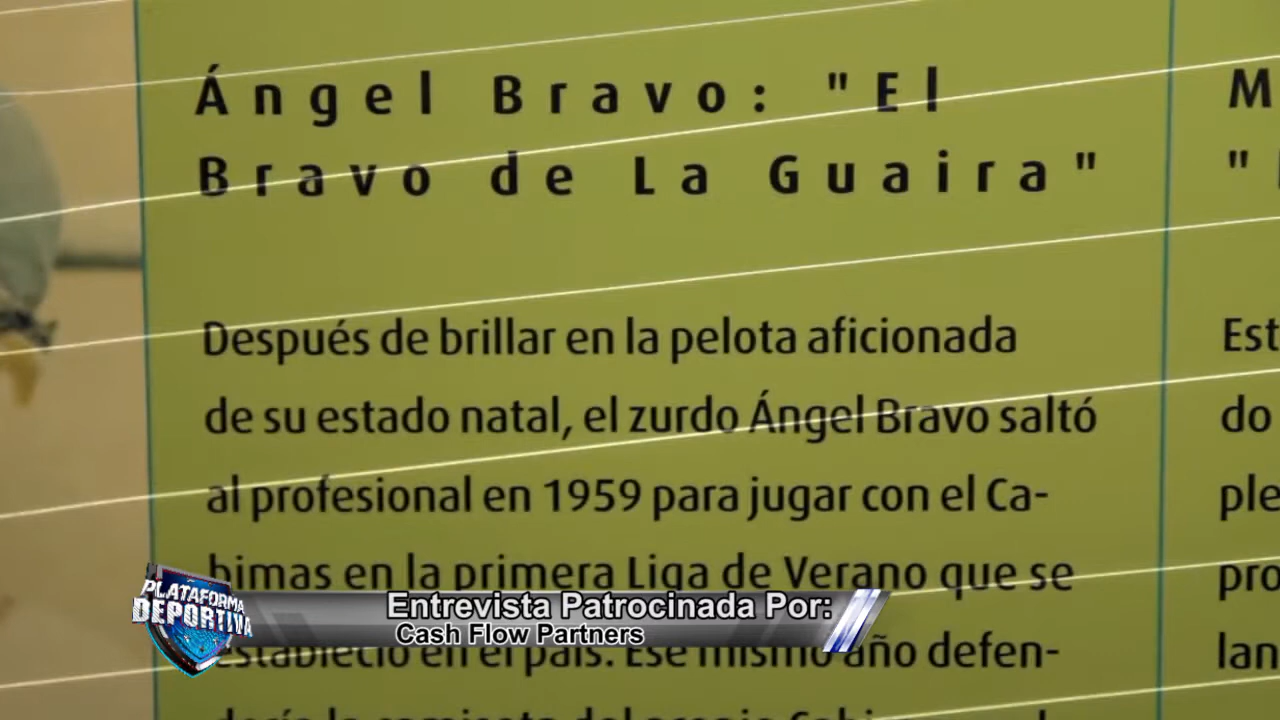 Ángel Bravo: "El
Bravo de La Guaira"
Después de brillar en la pelota aficionada
de su estado natal, el zurdo Ángel Bravo saltó
al profesional en 1959 para jugar con el Ca-
bimas en la primera Liga de Verano que se
estableció en el país. Ese mismo año defen-
M
"
Est
do
ple
pro
lan
PLATAFORMA
DEPORTIVA
Entrevista Patrocinada Por:
Cash Flow Partners